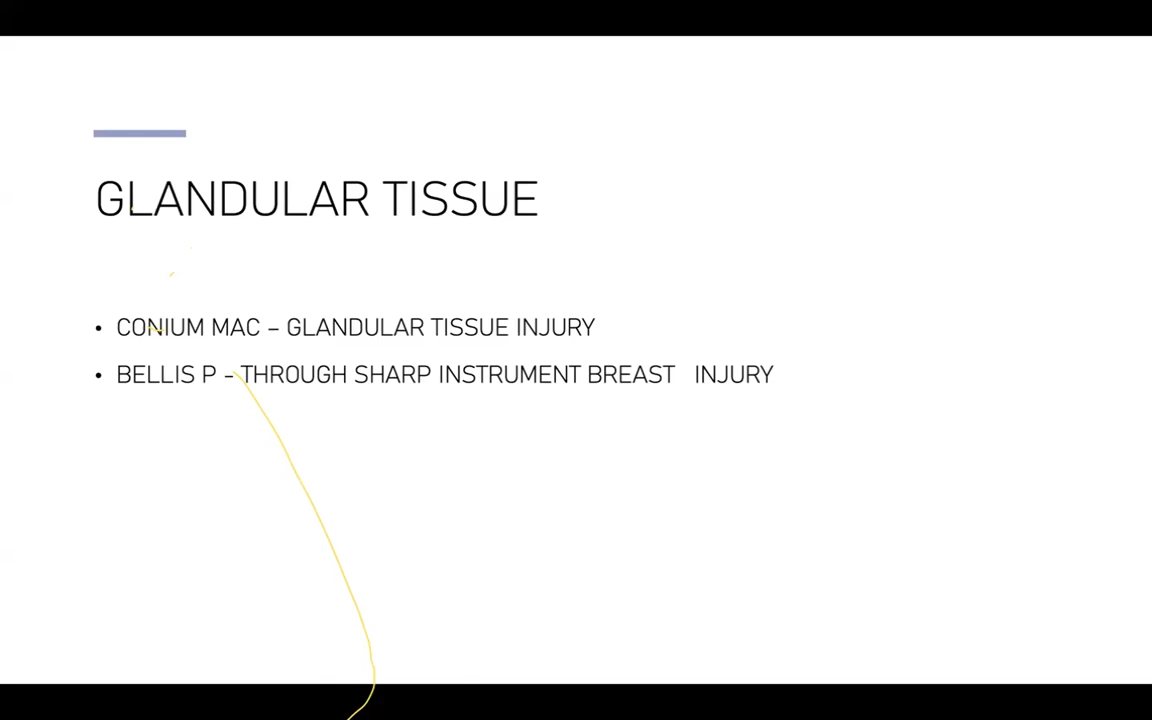 GLANDULAR TISSUE
• CONIUM MAC – GLANDULAR TISSUE INJURY
• BELLIS P – THROUGH SHARP INSTRUMENT BREAST INJURY